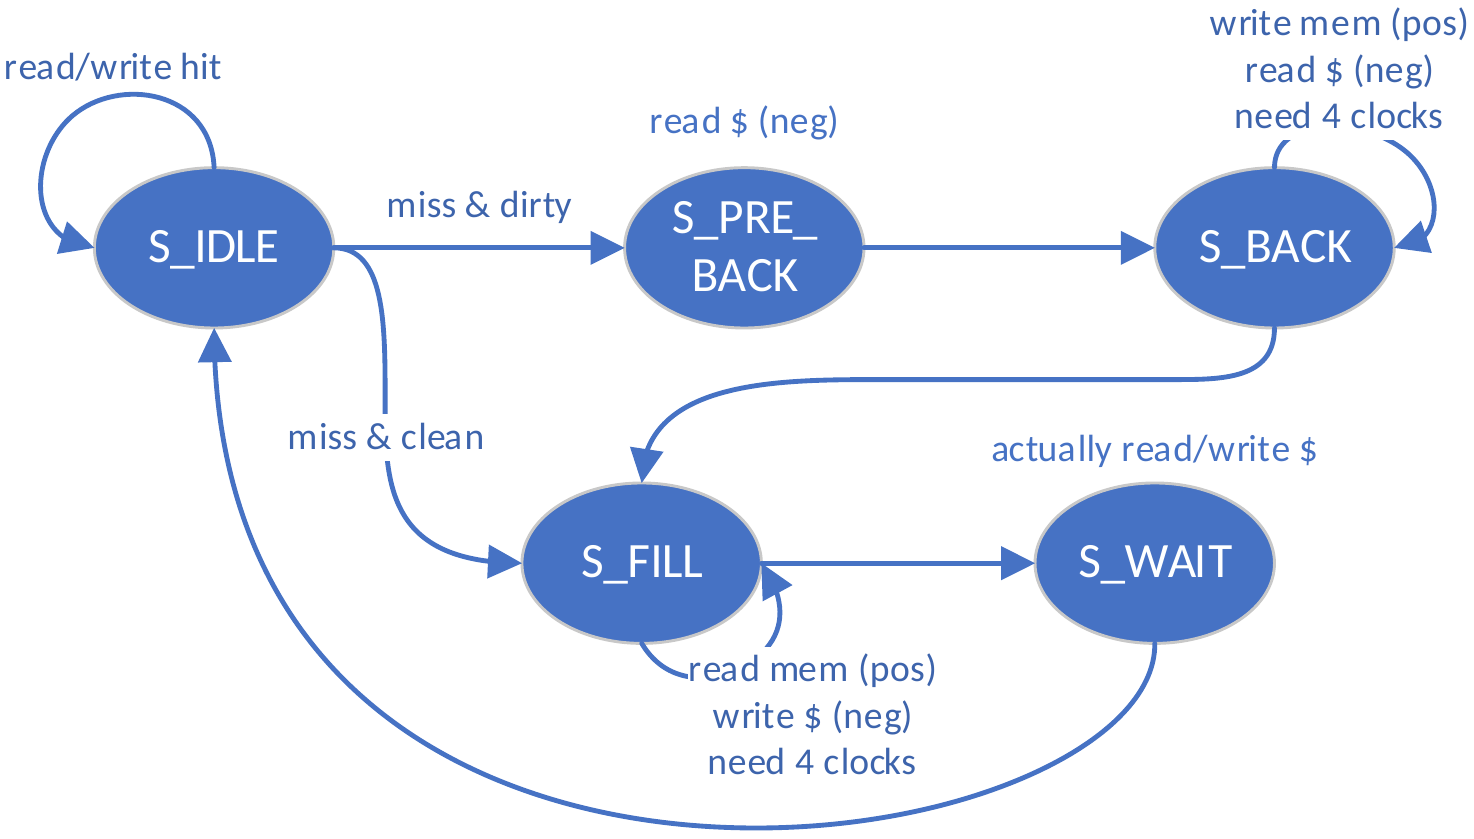 write mem (pos)
read $ (neg)
need 4 clocks
read/write hit
read $ (neg)
miss & dirty
S_IDLE
S_PRE_
BACK
S_BACK
miss & clean
actually read/write $
S_FILL
S_WAIT
read mem (pos)
write $ (neg)
need 4 clocks